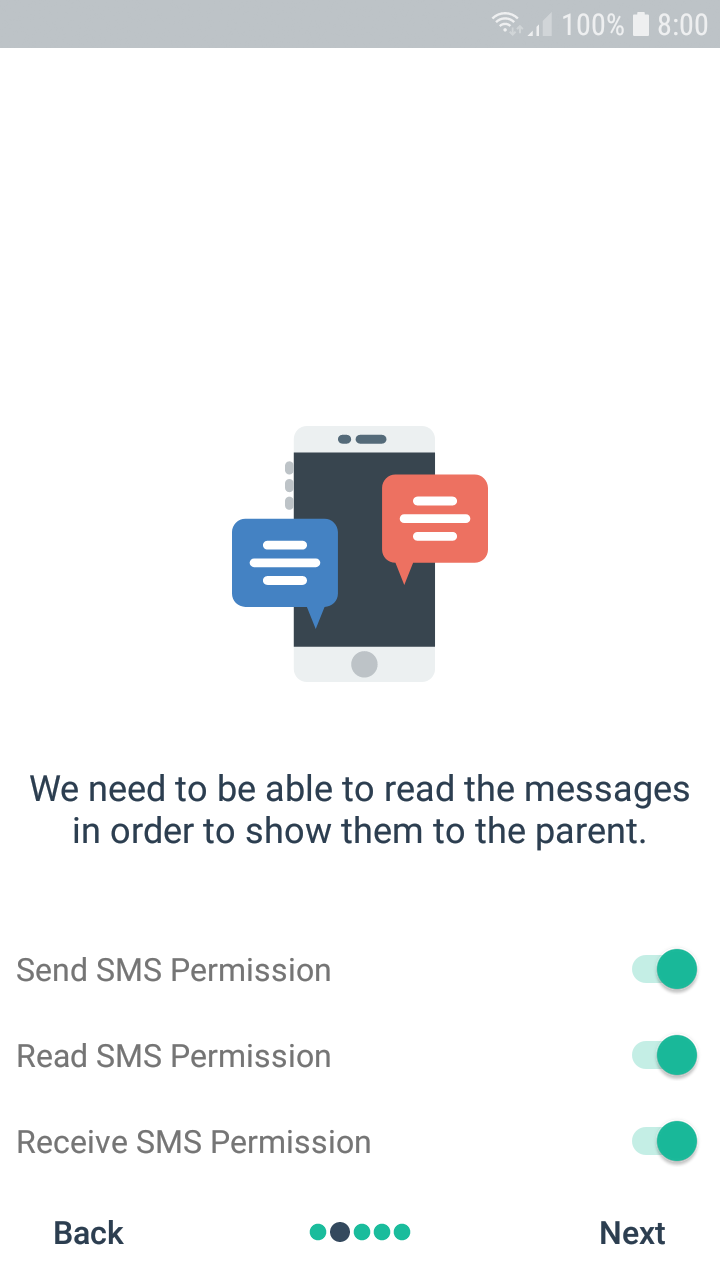 100% 8:00
We need to be able to read the messages
in order to show them to the parent.
Send SMS Permission
Read SMS Permission
Receive SMS Permission
Back Next